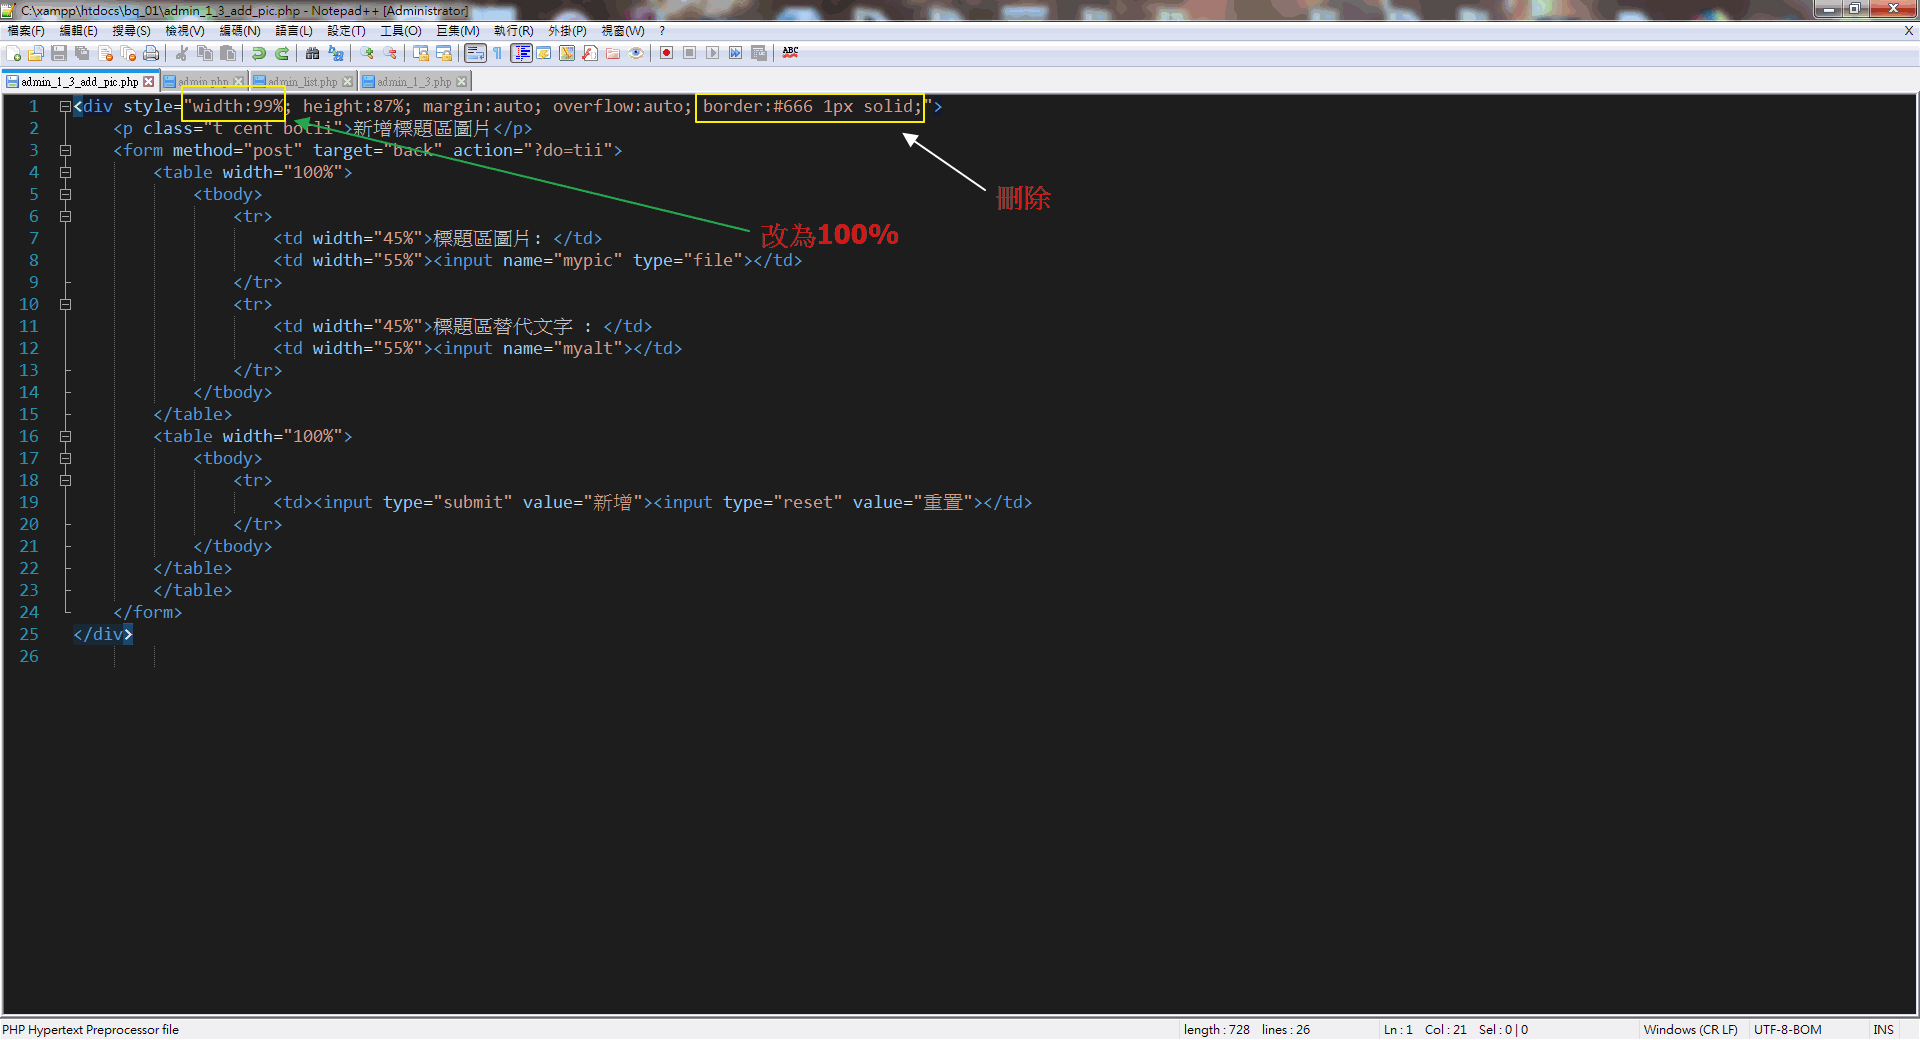 C:\xampp\htdocs\bq_01\admin_1_3_add_pic.php - Notepad++ [Administrator]
檔案(F) 編輯(E) 搜尋(S) 檢視(V) 編碼(N) 語言(L) 設定(T) 工具(O) 巨集(M) 執行(R) 外掛(P) 視窗(W) ? X
admin_1_3_add_pic.php admin.php admin_list.php admin_1_3.php
1 <div style="width:99%; height:87%; margin:auto; overflow:auto; border:#666 1px solid;">
2 <p class="t cent botli">新增標題區圖片</p>
3 <form method="post" target="back" action="?do=tii">
4 <table width="100%">
刪除
5 <tbody>
6 <tr>
改為100%
7 <td width="45%">標題區圖片: </td>
8 <td width="55%"><input name="mypic" type="file"></td>
9 </tr>
10 <tr>
11 <td width="45%">標題區替代文字 : </td>
12 <td width="55%"><input name="myalt"></td>
13 </tr>
14 </tbody>
15 </table>
16 <table width="100%">
17 <tbody>
18 <tr>
19 <td><input type="submit" value="新增"><input type="reset" value="重置"></td>
20 </tr>
21 </tbody>
22 </table>
23 </table>
24 </form>
25 </div>
26
PHP Hypertext Preprocessor file length : 728 lines : 26 Ln : 1 Col : 21 Sel : 0 | 0 Windows (CR LF) UTF-8-BOM INS